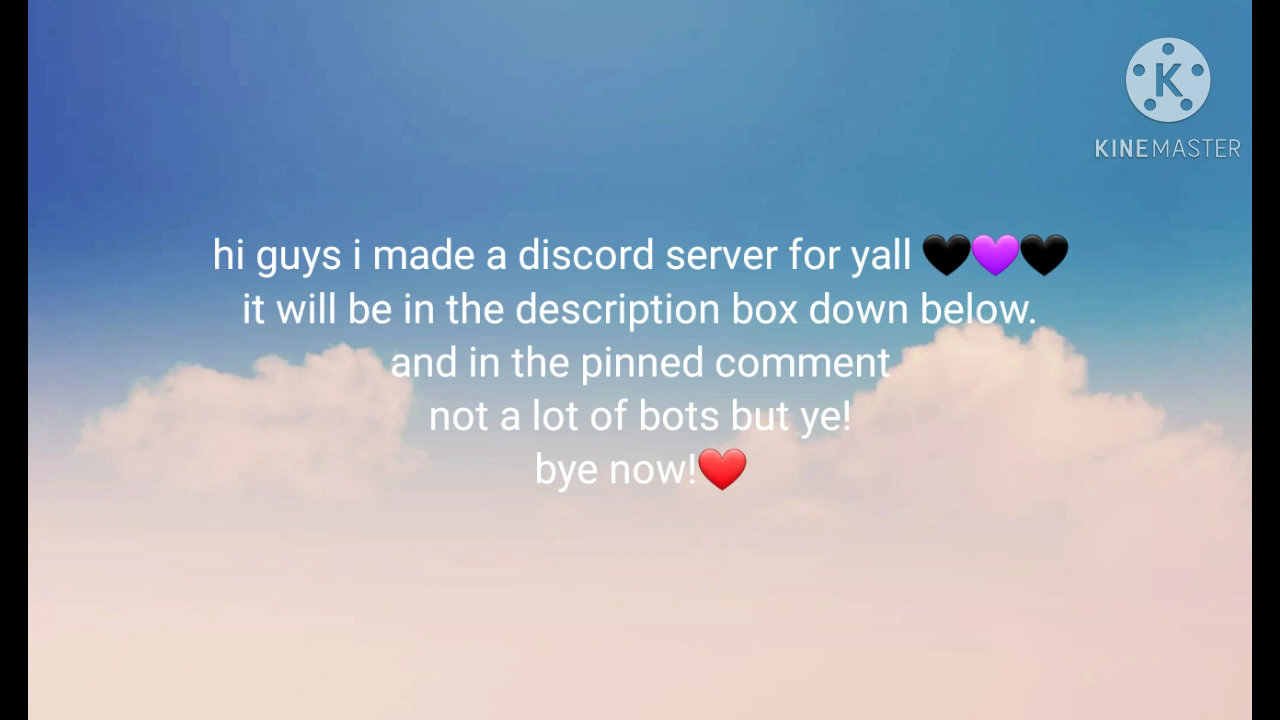 K
KINEMASTER
hi guys i made a discord server for yall 🖤💜🖤
it will be in the description box down below.
and in the pinned comment
not a lot of bots but ye!
bye now!❤️